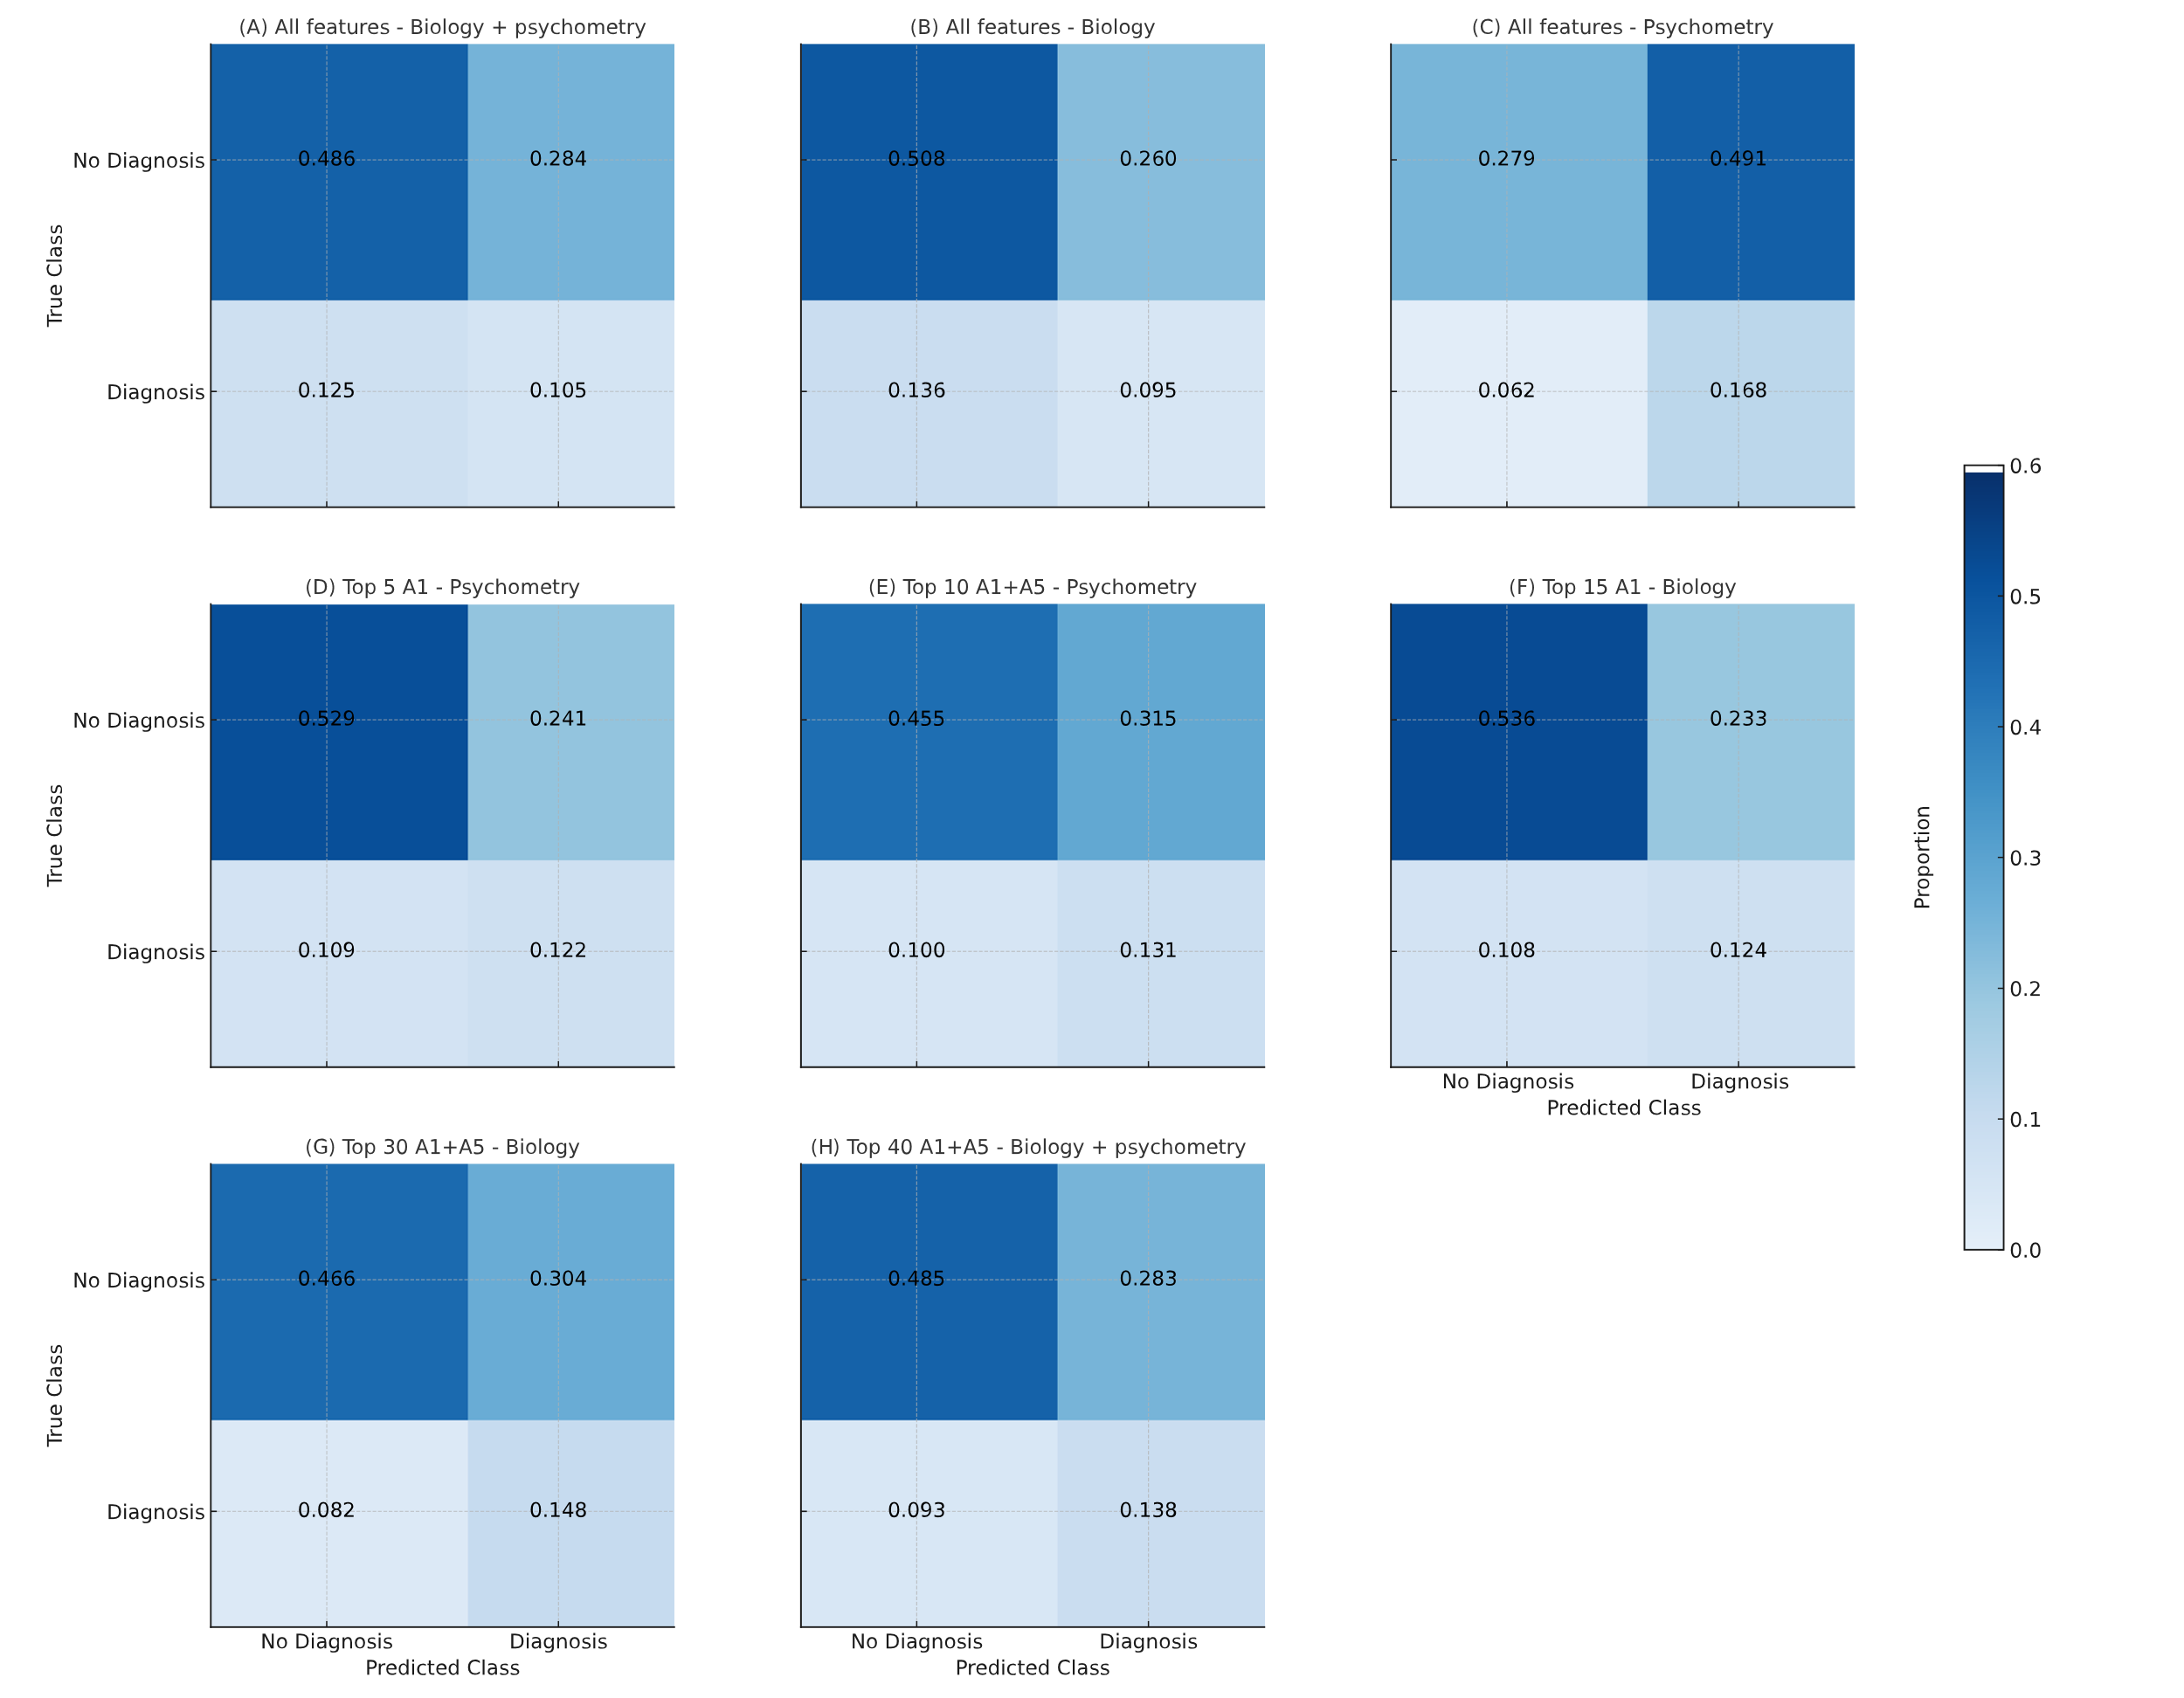 (A) All features - Biology + psychometry
(B) All features - Biology
(C) All features - Psychometry
True Class
No Diagnosis
0.486
0.284
0.508
0.260
0.279
0.491
Diagnosis
0.125
0.105
0.136
0.095
0.062
0.168
(D) Top 5 A1 - Psychometry
(E) Top 10 A1+A5 - Psychometry
(F) Top 15 A1 - Biology
True Class
No Diagnosis
0.529
0.241
0.455
0.315
0.536
0.233
Diagnosis
0.109
0.122
0.100
0.131
0.108
0.124
No Diagnosis
Diagnosis
Predicted Class
(G) Top 30 A1+A5 - Biology
(H) Top 40 A1+A5 - Biology + psychometry
True Class
No Diagnosis
0.466
0.304
0.485
0.283
Diagnosis
0.082
0.148
0.093
0.138
No Diagnosis
Diagnosis
No Diagnosis
Diagnosis
Predicted Class
Predicted Class
Proportion
0.6
0.5
0.4
0.3
0.2
0.1
0.0